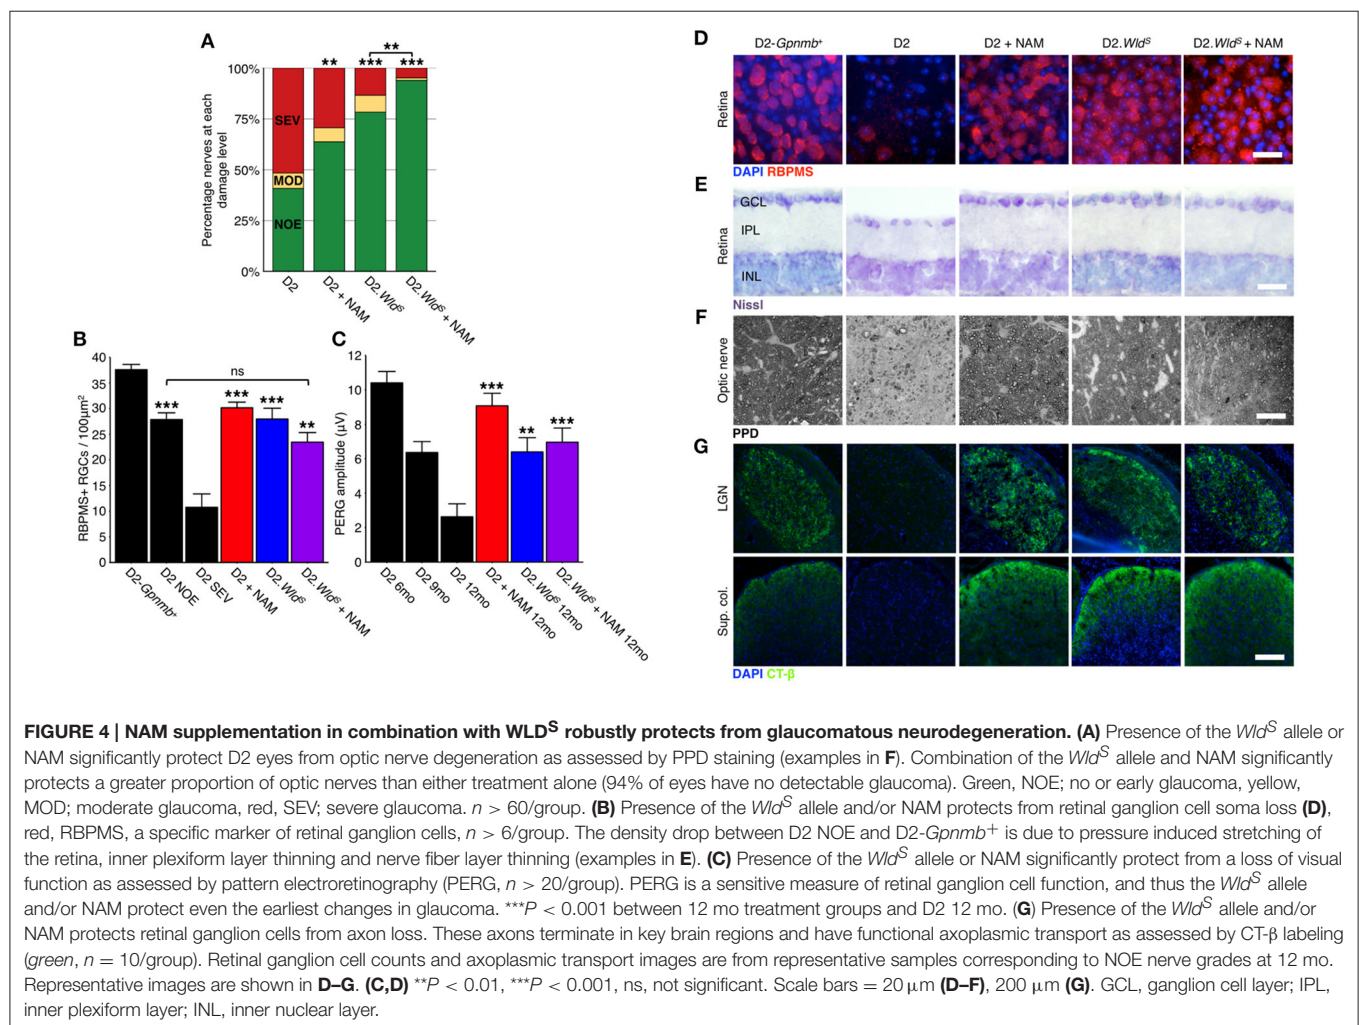 A
**
*** ***
**
Percentage nerves at each
damage level
100%
75%
50%
25%
0%
SEV
MOD
NOE
D2
D2 + NAM
D2.Wldˢ
D2.Wldˢ + NAM
B
RBPMS+ RGCs / 100µm²
40
35
30
25
20
15
10
5
0
ns
***
***
***
**
D2-Gpnmb⁺
D2 NOE
D2 SEV
D2 + NAM
D2.Wldˢ
D2.Wldˢ + NAM
C
PERG amplitude (µV)
12
10
8
6
4
2
0
***
**
***
D2 6mo
D2 9mo
D2 12mo
D2 + NAM 12mo
D2.Wldˢ 12mo
D2.Wldˢ + NAM 12mo
D
D2-Gpnmb⁺ D2 D2 + NAM D2.Wldˢ D2.Wldˢ + NAM
Retina
DAPI RBPMS
E
Retina
GCL
IPL
INL
Nissl
F
Optic nerve
PPD
G
LGN
Sup. col.
DAPI CT-β
FIGURE 4 | NAM supplementation in combination with WLDˢ robustly protects from glaucomatous neurodegeneration. (A) Presence of the Wldˢ allele or
NAM significantly protect D2 eyes from optic nerve degeneration as assessed by PPD staining (examples in F). Combination of the Wldˢ allele and NAM significantly
protects a greater proportion of optic nerves than either treatment alone (94% of eyes have no detectable glaucoma). Green, NOE; no or early glaucoma, yellow,
MOD; moderate glaucoma, red, SEV; severe glaucoma. n > 60/group. (B) Presence of the Wldˢ allele and/or NAM protects from retinal ganglion cell soma loss (D),
red, RBPMS, a specific marker of retinal ganglion cells, n > 6/group. The density drop between D2 NOE and D2-Gpnmb⁺ is due to pressure induced stretching of
the retina, inner plexiform layer thinning and nerve fiber layer thinning (examples in E). (C) Presence of the Wldˢ allele or NAM significantly protect from a loss of visual
function as assessed by pattern electroretinography (PERG, n > 20/group). PERG is a sensitive measure of retinal ganglion cell function, and thus the Wldˢ allele
and/or NAM protect even the earliest changes in glaucoma. ***P < 0.001 between 12 mo treatment groups and D2 12 mo. (G) Presence of the Wldˢ allele and/or
NAM protects retinal ganglion cells from axon loss. These axons terminate in key brain regions and have functional axoplasmic transport as assessed by CT-β labeling
(green, n = 10/group). Retinal ganglion cell counts and axoplasmic transport images are from representative samples corresponding to NOE nerve grades at 12 mo.
Representative images are shown in D–G. (C,D) **P < 0.01, ***P < 0.001, ns, not significant. Scale bars = 20 µm (D–F), 200 µm (G). GCL, ganglion cell layer; IPL,
inner plexiform layer; INL, inner nuclear layer.